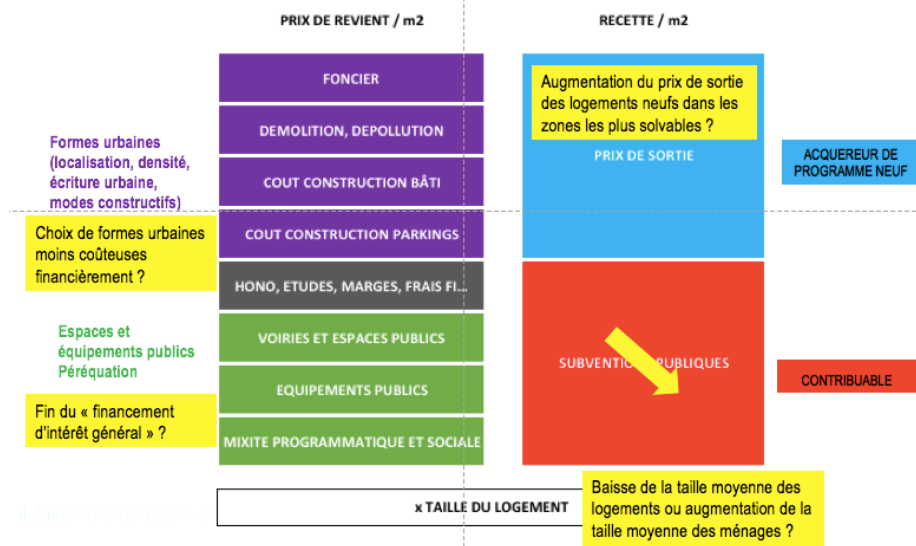 PRIX DE REVIENT / m2
RECETTE / m2
FONCIER
DEMOLITION, DEPOLLUTION
COUT CONSTRUCTION BÂTI
COUT CONSTRUCTION PARKINGS
HONO, ETUDES, MARGES, FRAIS FI...
VOIRIES ET ESPACES PUBLICS
EQUIPEMENTS PUBLICS
MIXITE PROGRAMMATIQUE ET SOCIALE
Formes urbaines
(localisation, densité,
écriture urbaine,
modes constructifs)
Choix de formes urbaines
moins coûteuses
financièrement ?
Espaces et
équipements publics
Péréquation
Fin du « financement
d'intérêt général » ?
Augmentation du prix de sortie
des logements neufs dans les
zones les plus solvables ?
PRIX DE SORTIE
ACQUEREUR DE
PROGRAMME NEUF
PUBLIQUES
CONTRIBUABLE
x TAILLE DU LOGEMENT
Baisse de la taille moyenne des
logements ou augmentation de la
taille moyenne des ménages ?